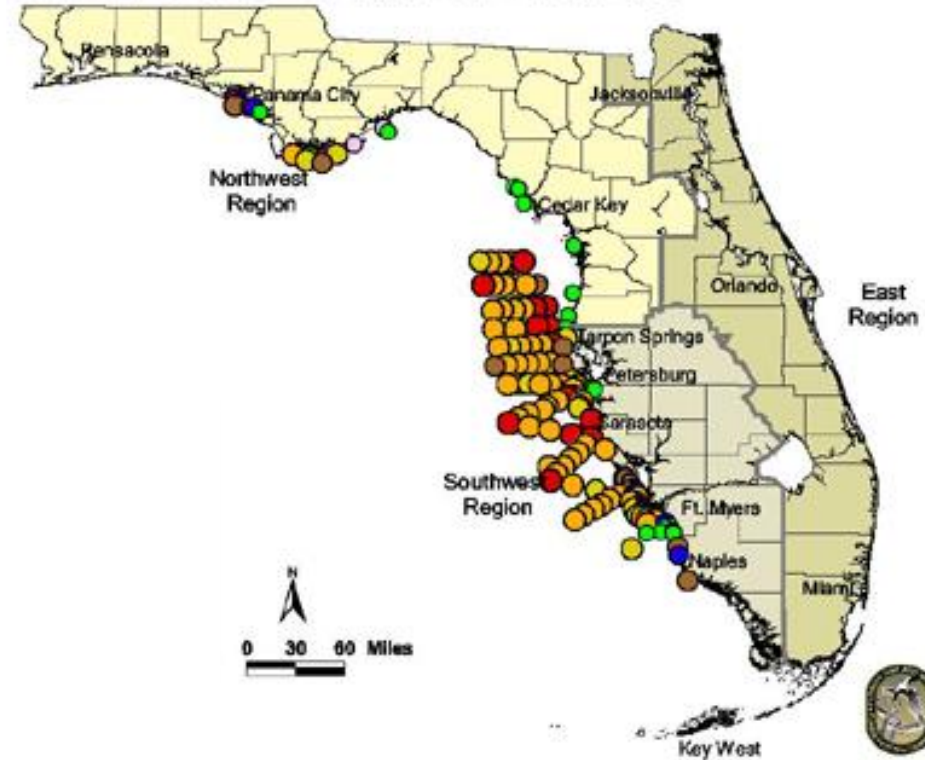 Pensacola
Panama City
Jacksonville
Northwest
Region
Cedar Key
Orlando
East
Region
Tarpon Springs
Petersburg
Sarasota
Southwest
Region
Ft. Myers
Naples
Miami
N
0 30 60 Miles
Key West